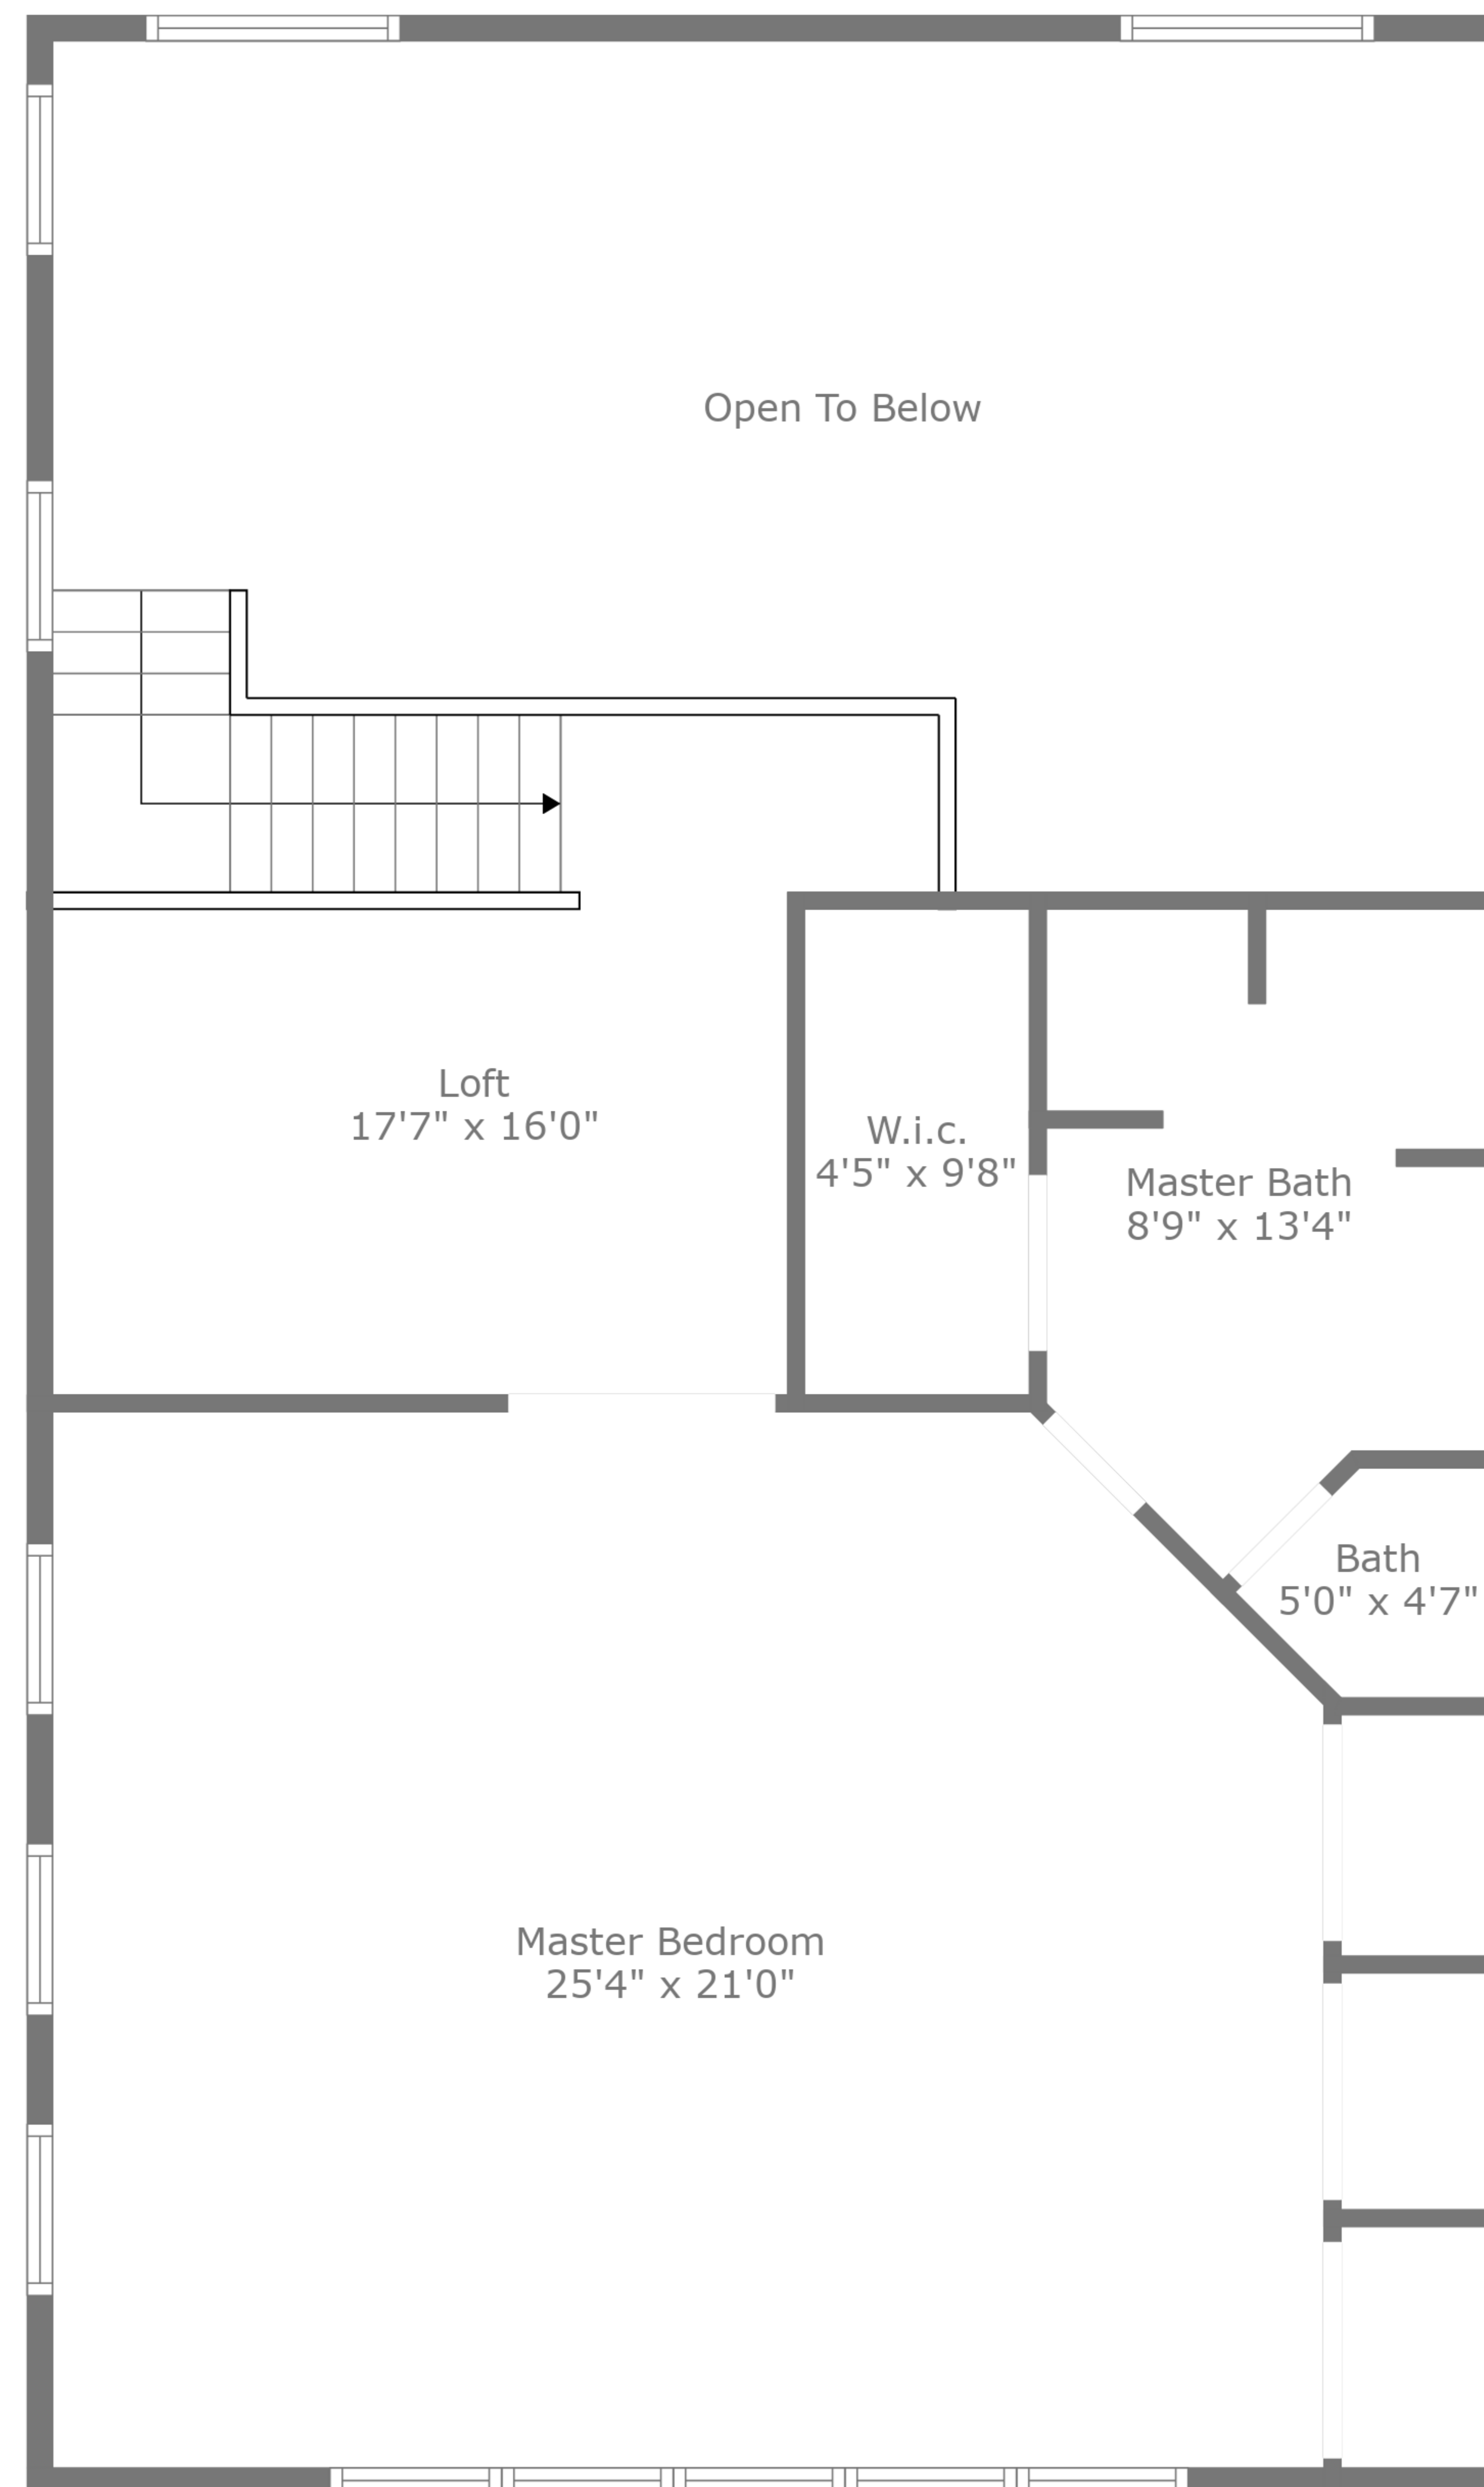 Open To Below
Loft
17'7" x 16'0"
W.i.c.
4'5" x 9'8"
Master Bath
8'9" x 13'4"
Bath
5'0" x 4'7"
Master Bedroom
25'4" x 21'0"